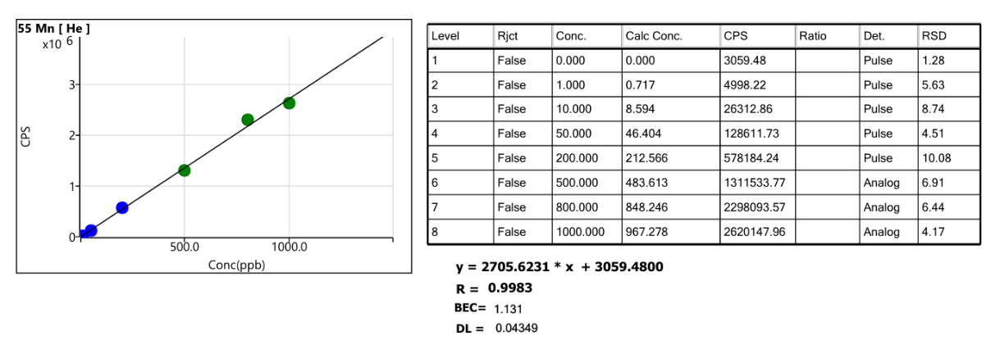 55 Mn [ He ]
x10 6
3
2
1
0
CPS
500.0 1000.0
Conc(ppb)
Level Rjct Conc. Calc Conc. CPS Ratio Det. RSD
1 False 0.000 0.000 3059.48 Pulse 1.28
2 False 1.000 0.717 4998.22 Pulse 5.63
3 False 10.000 8.594 26312.86 Pulse 8.74
4 False 50.000 46.404 128611.73 Pulse 4.51
5 False 200.000 212.566 578184.24 Pulse 10.08
6 False 500.000 483.613 1311533.77 Analog 6.91
7 False 800.000 848.246 2298093.57 Analog 6.44
8 False 1000.000 967.278 2620147.96 Analog 4.17
y = 2705.6231 * x + 3059.4800
R = 0.9983
BEC= 1.131
DL = 0.04349